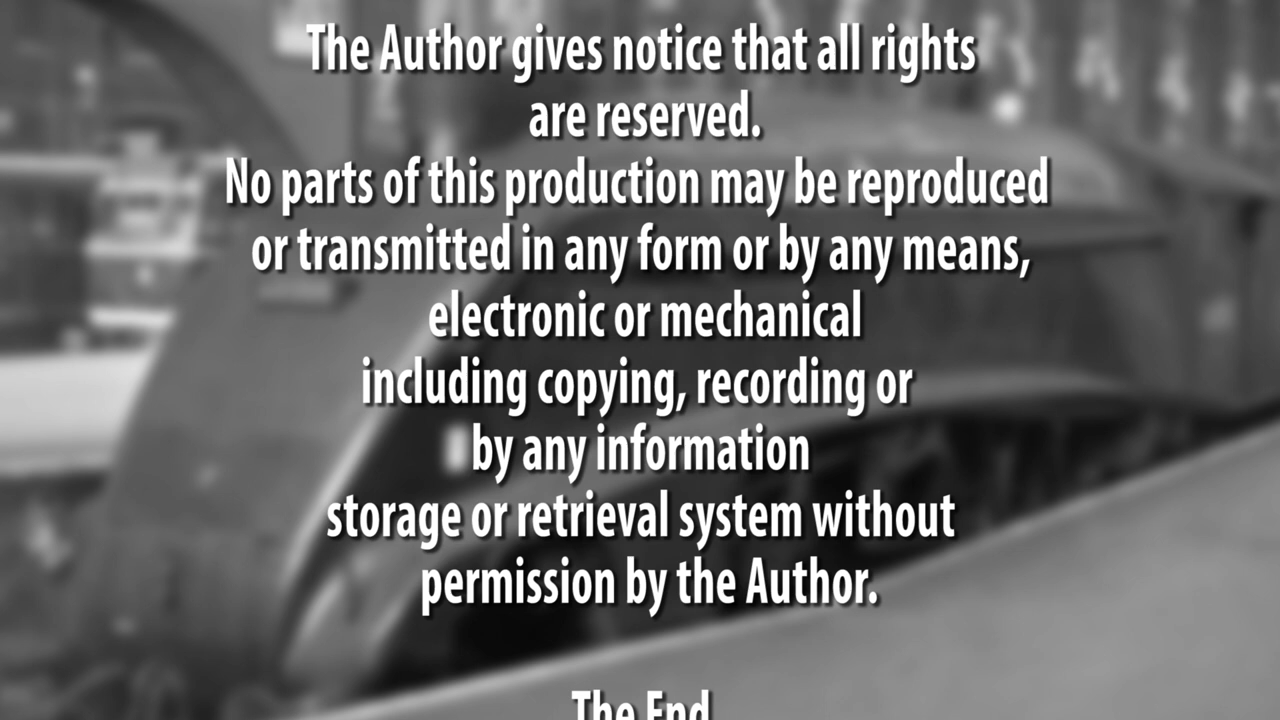 The Author gives notice that all rights
are reserved.
No parts of this production may be reproduced
or transmitted in any form or by any means,
electronic or mechanical
including copying, recording or
by any information
storage or retrieval system without
permission by the Author.
The End